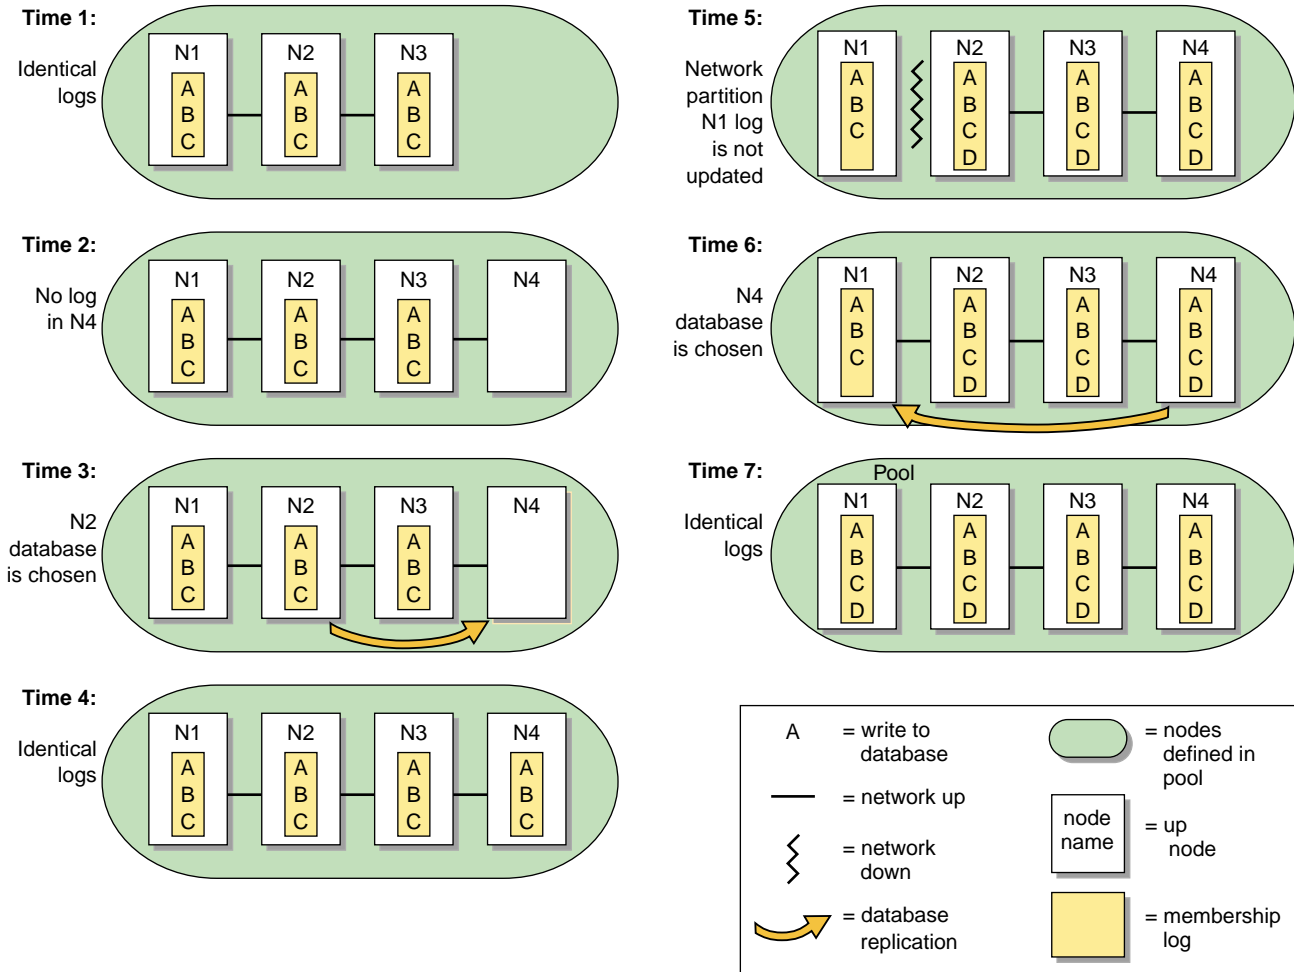 Time 1:
Identical
logs
N1 N2 N3
A A A
B B B
C C C
Time 2:
No log
in N4
N1 N2 N3 N4
A A A
B B B
C C C
Time 3:
N2
database
is chosen
N1 N2 N3 N4
A A A
B B B
C C C
Time 4:
Identical
logs
N1 N2 N3 N4
A A A A
B B B B
C C C C
Time 5:
Network
partition
N1 log
is not
updated
N1 N2 N3 N4
A A A A
B B B B
C C C C
D D D
Time 6:
N4
database
is chosen
N1 N2 N3 N4
A A A A
B B B B
C C C C
D D D
Time 7:
Identical
logs
Pool
N1 N2 N3 N4
A A A A
B B B B
C C C C
D D D D
A = write to
database
= network up
= network
down
= database
replication
= nodes
defined in
pool
node
name
= up
node
= membership
log